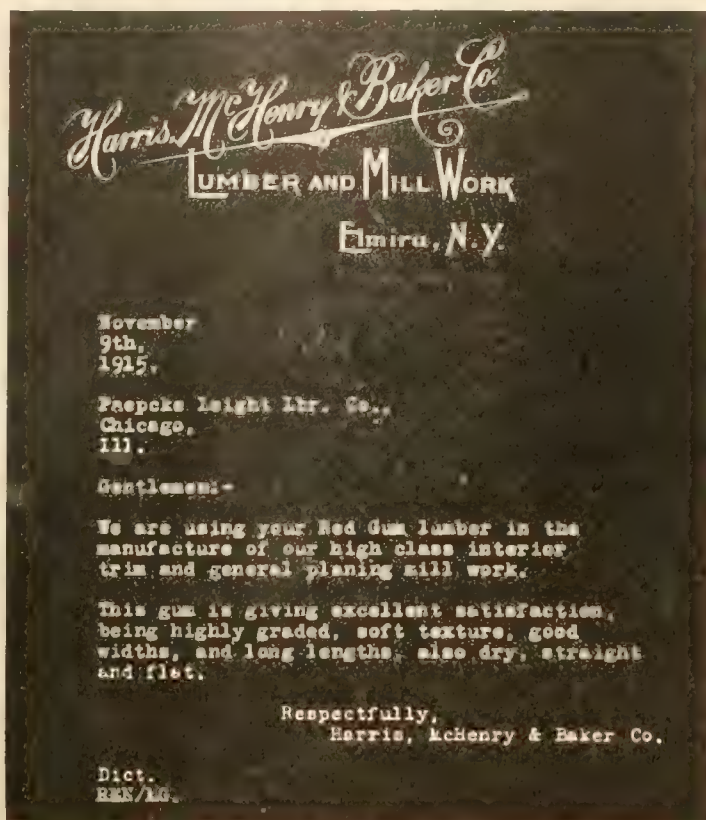 Harris, McHenry & Baker Co.
Lumber and Mill Work
Elmira, N.Y.
November
9th,
1915.
Paepcke Leight Lbr. Co.,
Chicago,
Ill.
Gentlemen:-
We are using your Red Gum lumber in the
manufacture of our high class interior
trim and general planing mill work.
This gum is giving excellent satisfaction,
being highly graded, soft texture, good
widths, and long lengths, also dry, straight
and flat.
Respectfully,
Harris, McHenry & Baker Co.
Dict.